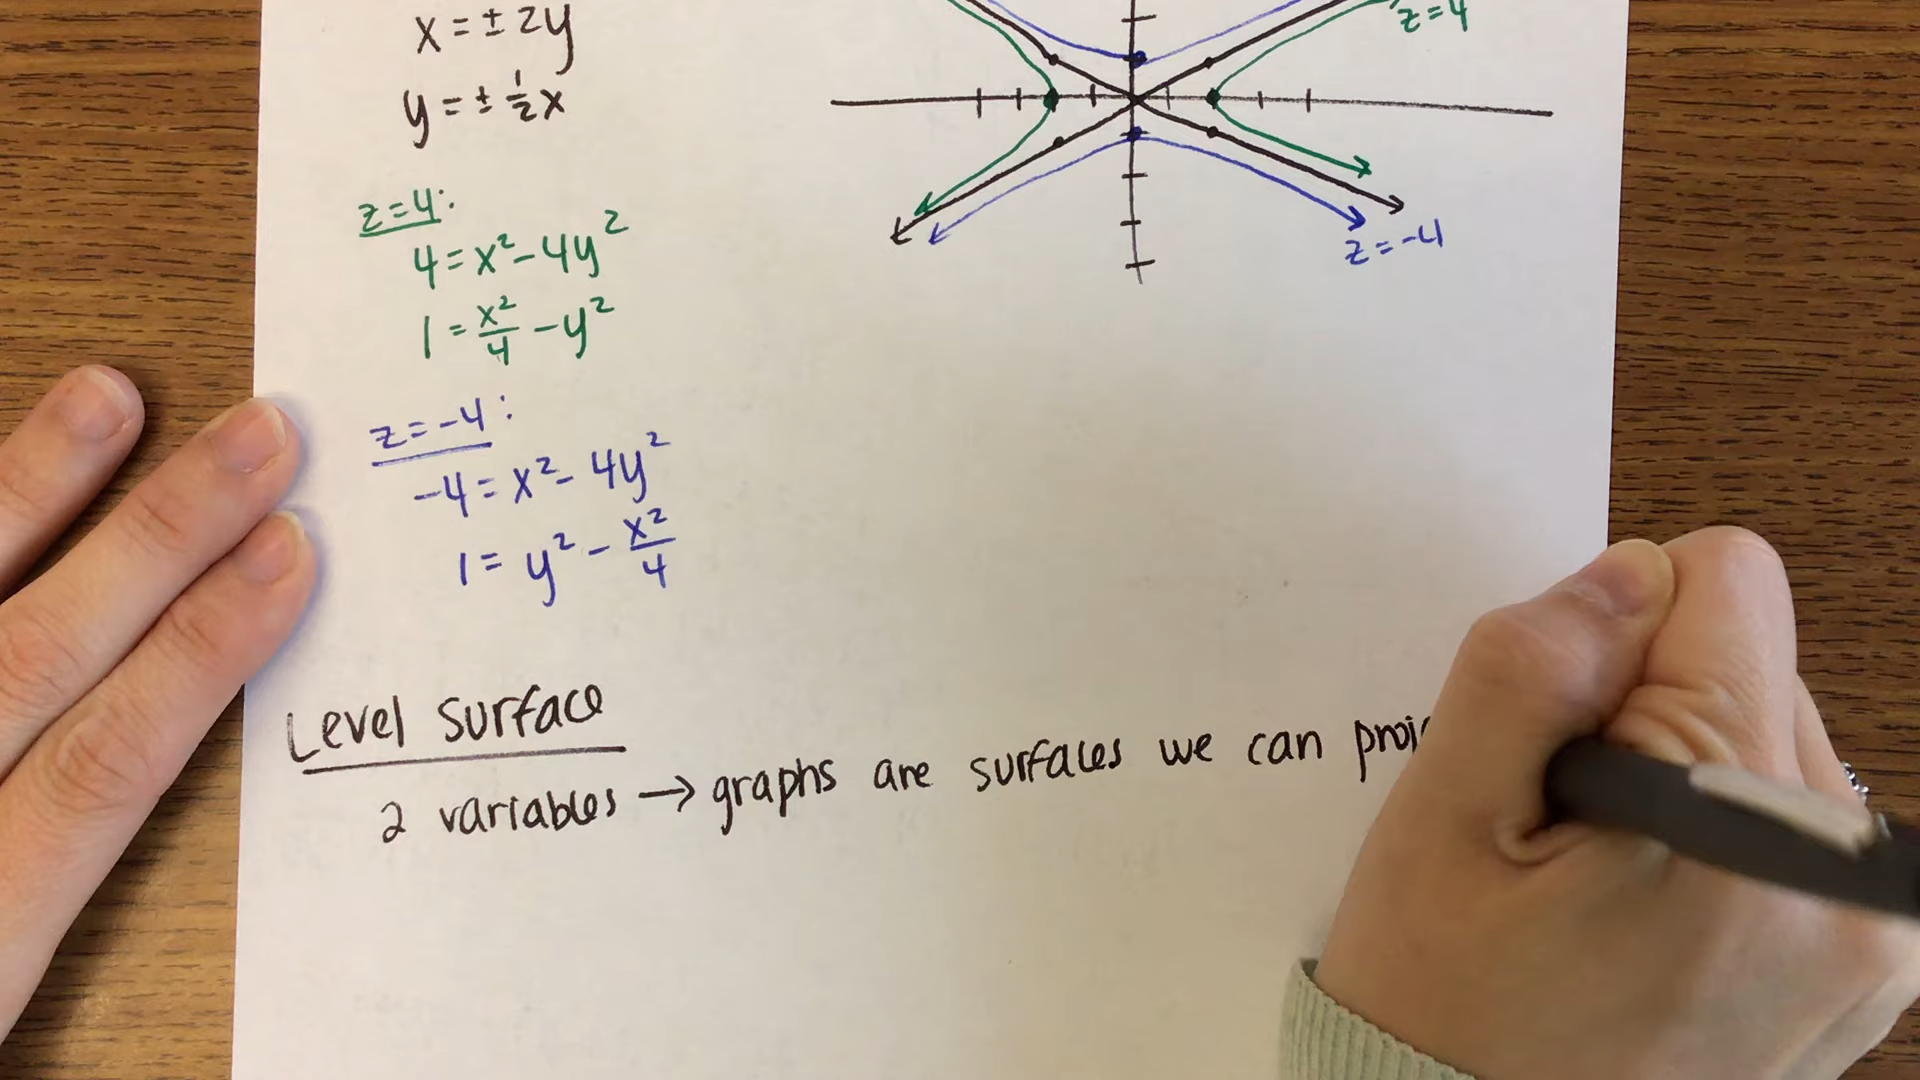 x = ± 2y
y = ± 1/2 x
z = 4
z = 4:
4 = x² - 4y²
1 = x²/4 - y²
z = -4
z = -4:
-4 = x² - 4y²
1 = y² - x²/4
Level surface
2 variables → graphs are surfaces we can